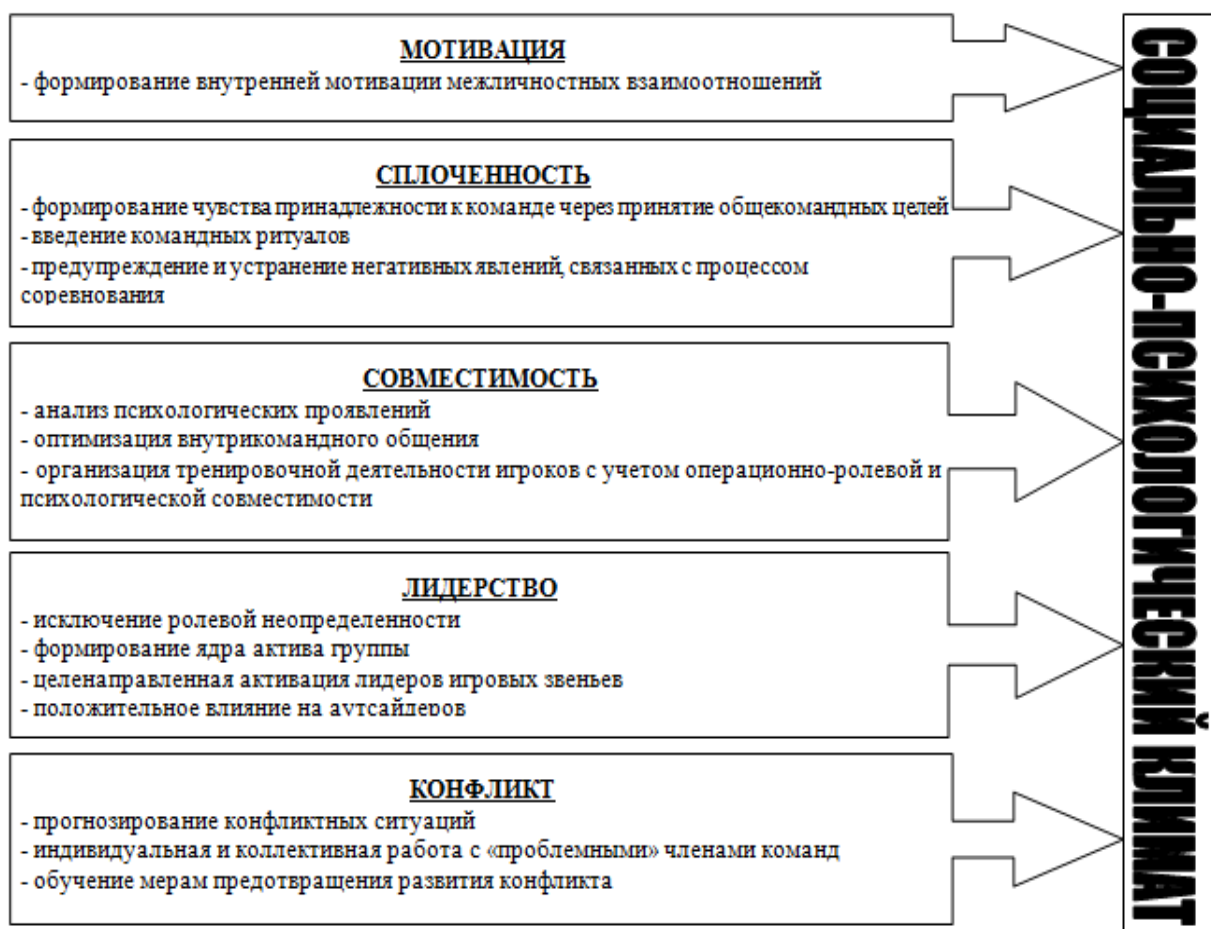 МОТИВАЦИЯ
- формирование внутренней мотивации межличностных взаимоотношений
СПЛОЧЕННОСТЬ
- формирование чувства принадлежности к команде через принятие общекомандных целей
- введение командных ритуалов
- предупреждение и устранение негативных явлений, связанных с процессом
соревнования
СОВМЕСТИМОСТЬ
- анализ психологических проявлений
- оптимизация внутрикомандного общения
- организация тренировочной деятельности игроков с учетом операционно-ролевой и
психологической совместимости
ЛИДЕРСТВО
- исключение ролевой неопределенности
- формирование ядра актива группы
- целенаправленная активация лидеров игровых звеньев
- положительное влияние на аутсайдеров
КОНФЛИКТ
- прогнозирование конфликтных ситуаций
- индивидуальная и коллективная работа с «проблемными» членами команд
- обучение мерам предотвращения развития конфликта
СОЦИАЛЬНО-ПСИХОЛОГИЧЕСКИЙ КЛИМАТ